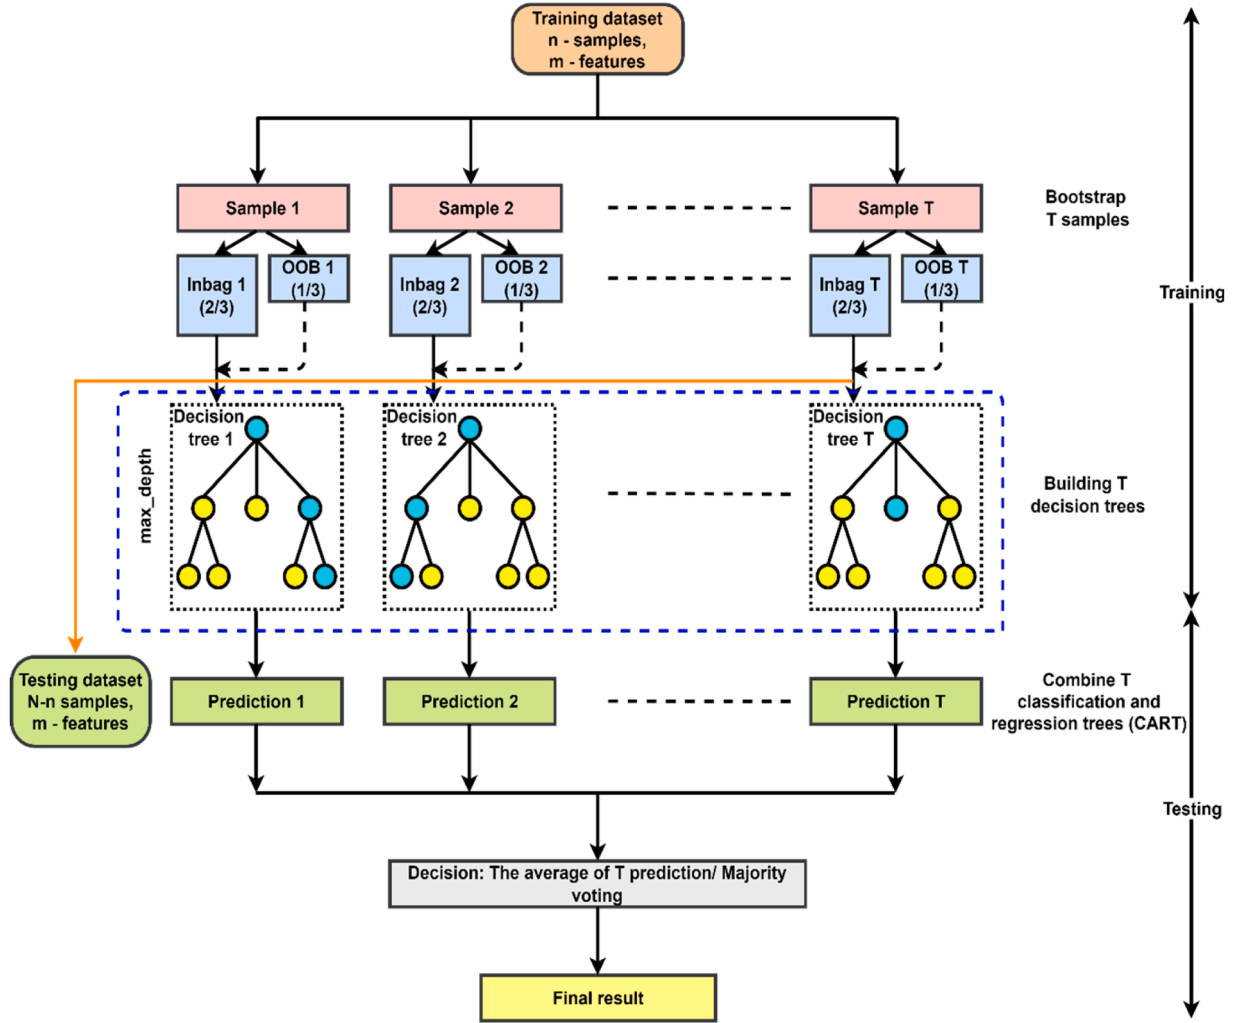 Training dataset
n - samples,
m - features
Sample 1
Sample 2
Sample T
Bootstrap
T samples
Inbag 1
(2/3)
OOB 1
(1/3)
Inbag 2
(2/3)
OOB 2
(1/3)
Inbag T
(2/3)
OOB T
(1/3)
Training
max_depth
Decision
tree 1
Decision
tree 2
Decision
tree T
Building T
decision trees
Testing dataset
N-n samples,
m - features
Prediction 1
Prediction 2
Prediction T
Combine T
classification and
regression trees (CART)
Testing
Decision: The average of T prediction/ Majority
voting
Final result